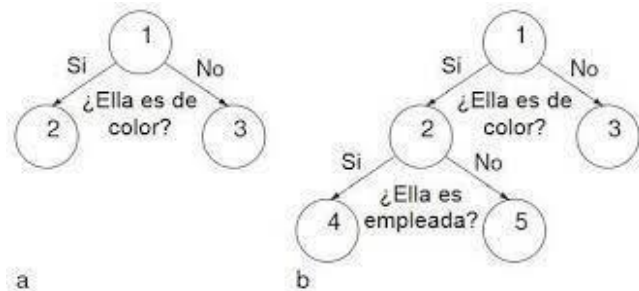 1
Si
No
¿Ella es de
color?
2
3
a
1
Si
No
¿Ella es de
color?
2
3
Si
No
¿Ella es
empleada?
4
5
b